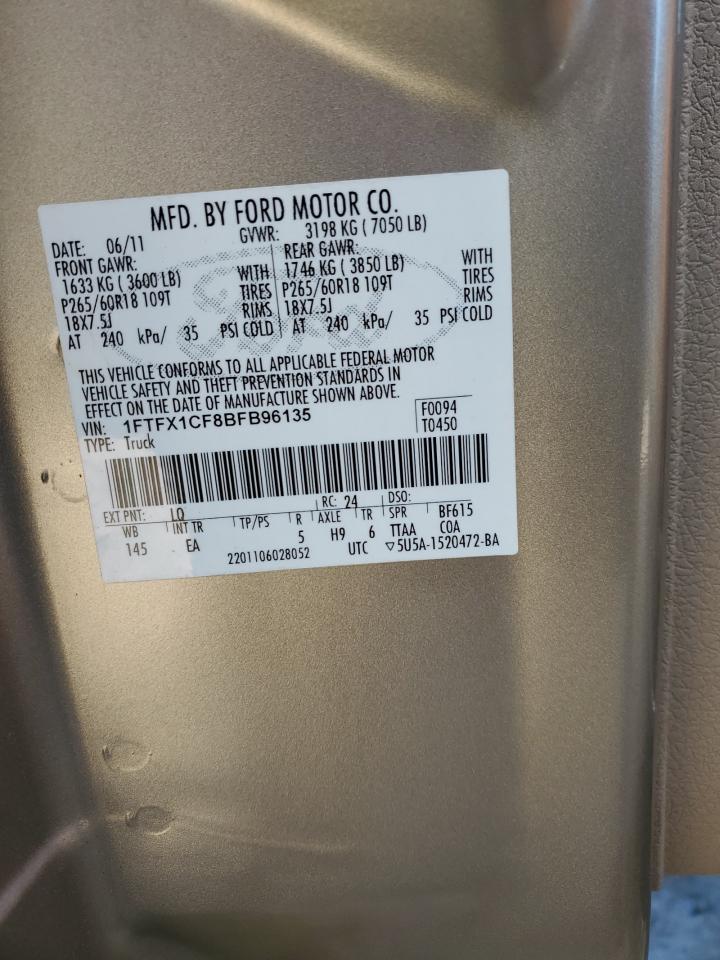 MFD. BY FORD MOTOR CO.
DATE: 06/11 GVWR: 3198 KG ( 7050 LB)
FRONT GAWR: REAR GAWR:
1633 KG ( 3600 LB) WITH 1746 KG ( 3850 LB) WITH
P265/60R18 109T TIRES P265/60R18 109T TIRES
18X7.5J RIMS 18X7.5J RIMS
AT 240 kPa/ 35 PSI COLD AT 240 kPa/ 35 PSI COLD
THIS VEHICLE CONFORMS TO ALL APPLICABLE FEDERAL MOTOR
VEHICLE SAFETY AND THEFT PREVENTION STANDARDS IN
EFFECT ON THE DATE OF MANUFACTURE SHOWN ABOVE.
VIN: 1FTFX1CF8BFB96135 F0094
TYPE: Truck T0450
EXT PNT: LQ RC: 24 DSO:
WB INT TR TP/PS R AXLE TR SPR BF615
145 EA 5 H9 6 TTAA COA
2201106028052 UTC ▽5U5A-1520472-BA